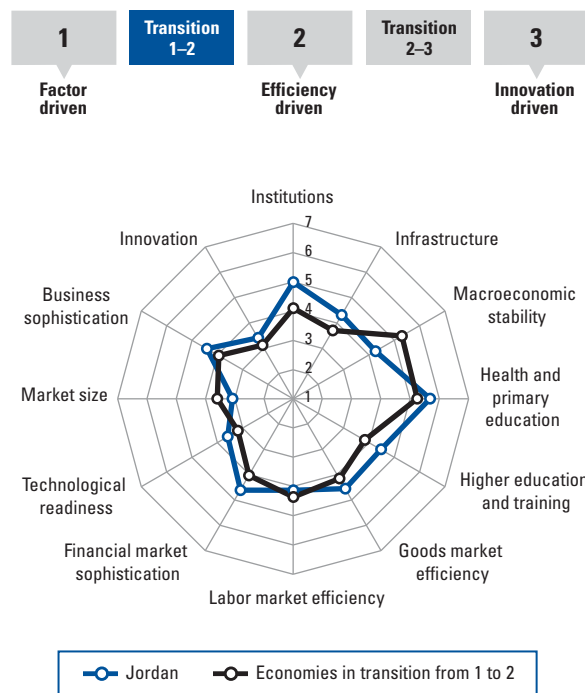 1
Transition
1–2
2
Transition
2–3
3
Factor
driven
Efficiency
driven
Innovation
driven
Institutions
7
6
5
4
3
2
1
Infrastructure
Macroeconomic
stability
Health and
primary
education
Higher education
and training
Goods market
efficiency
Labor market efficiency
Financial market
sophistication
Technological
readiness
Market size
Business
sophistication
Innovation
Jordan
Economies in transition from 1 to 2